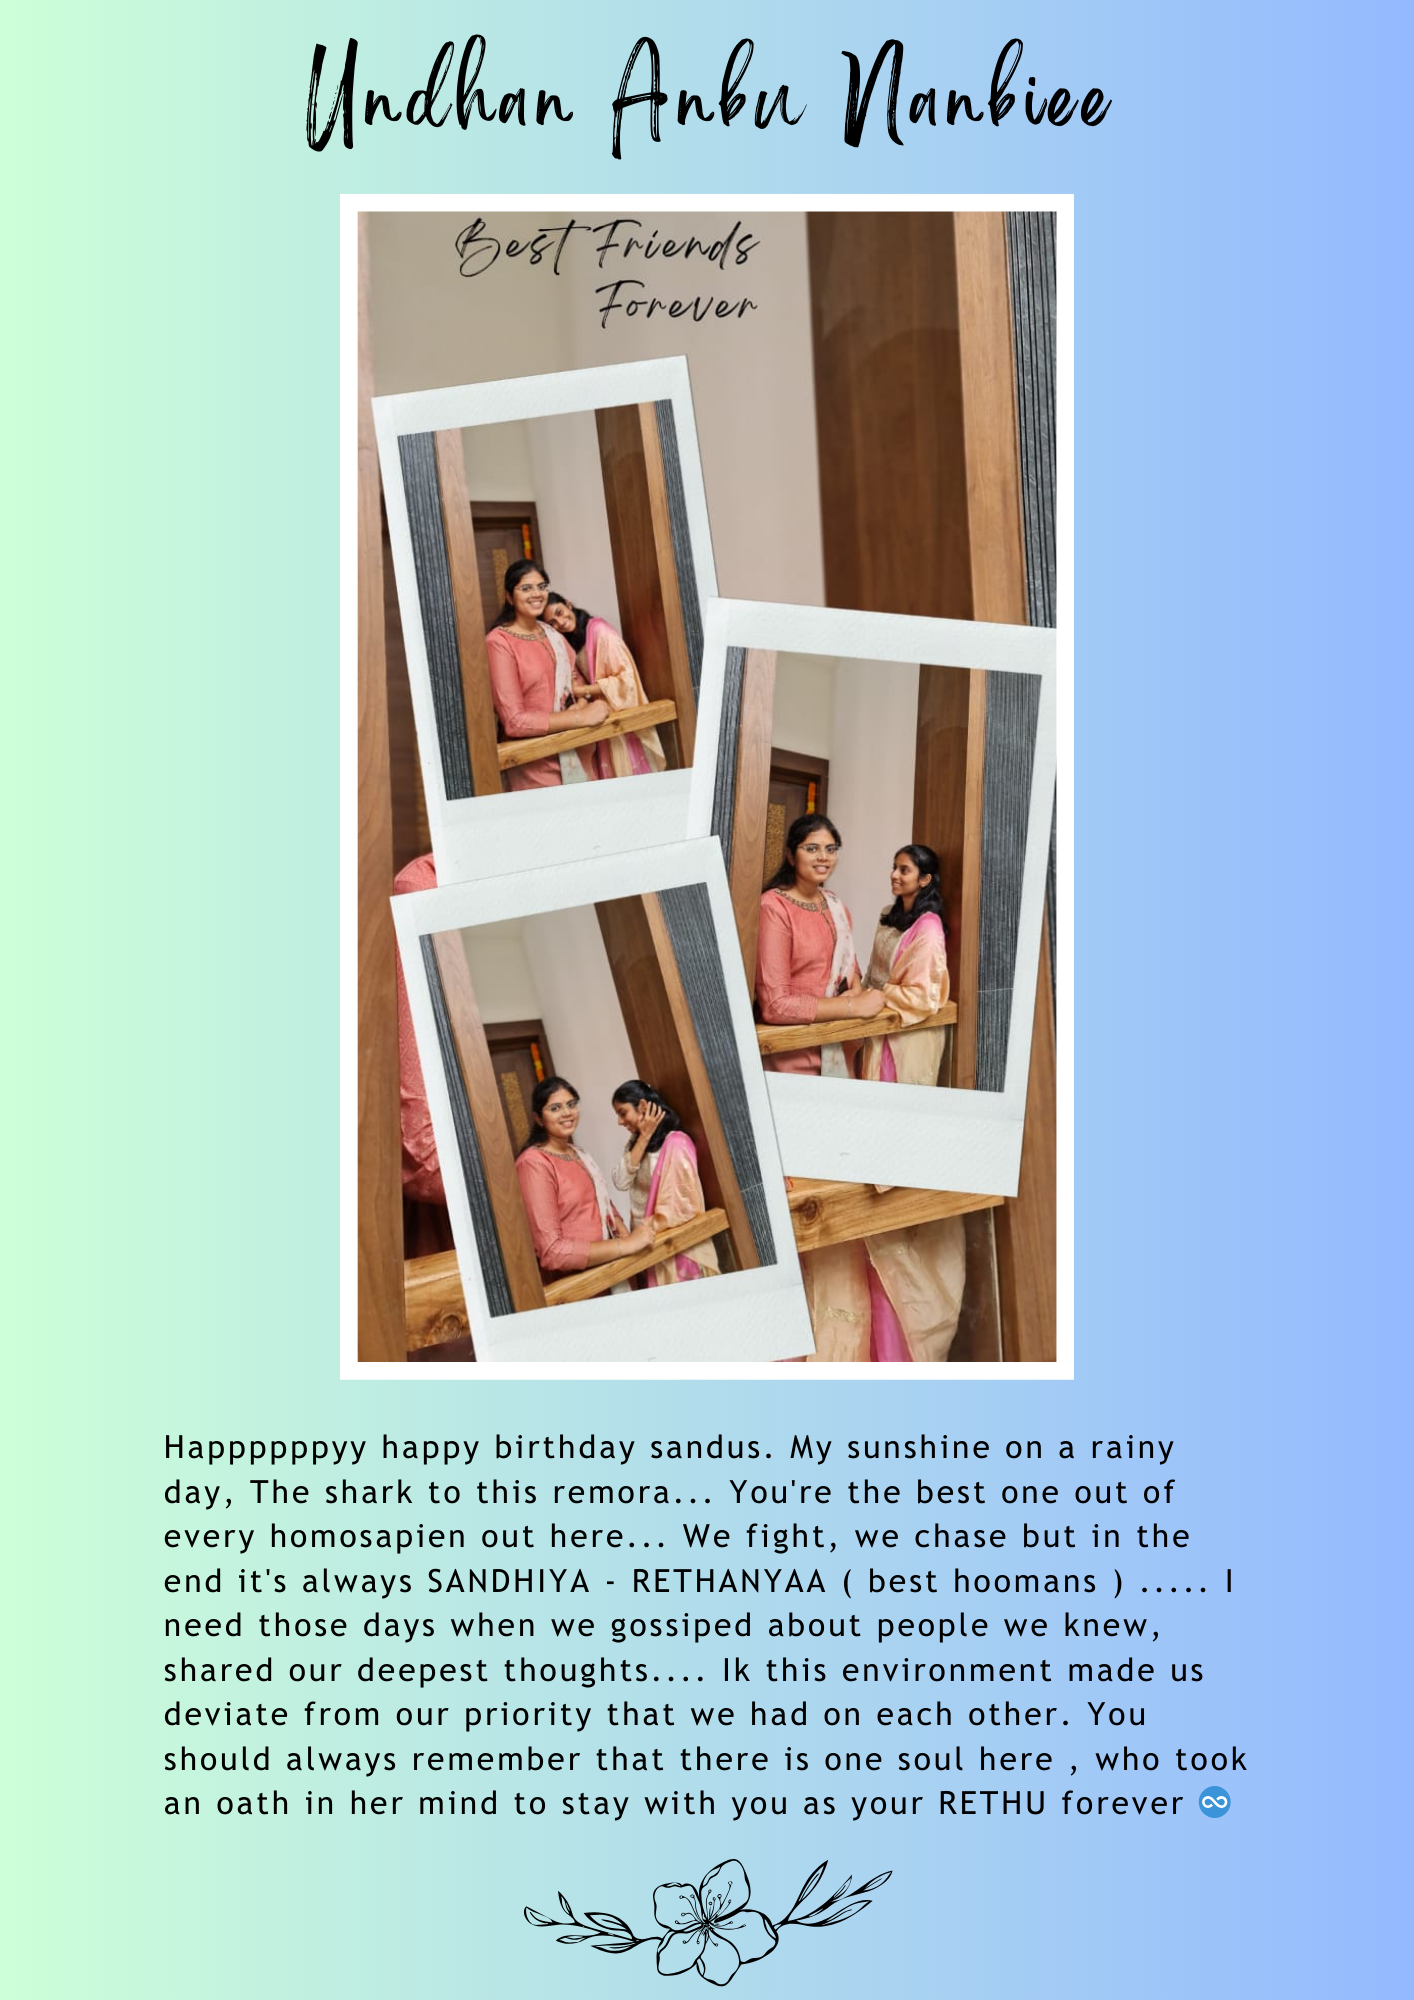 Undhan Anbu Nanbiee
Best Friends
Forever
Happppppyy happy birthday sandus. My sunshine on a rainy
day, The shark to this remora... You're the best one out of
every homosapien out here... We fight, we chase but in the
end it's always SANDHIYA - RETHANYAA ( best hoomans ) ..... I
need those days when we gossiped about people we knew,
shared our deepest thoughts.... Ik this environment made us
deviate from our priority that we had on each other. You
should always remember that there is one soul here , who took
an oath in her mind to stay with you as your RETHU forever ♾️